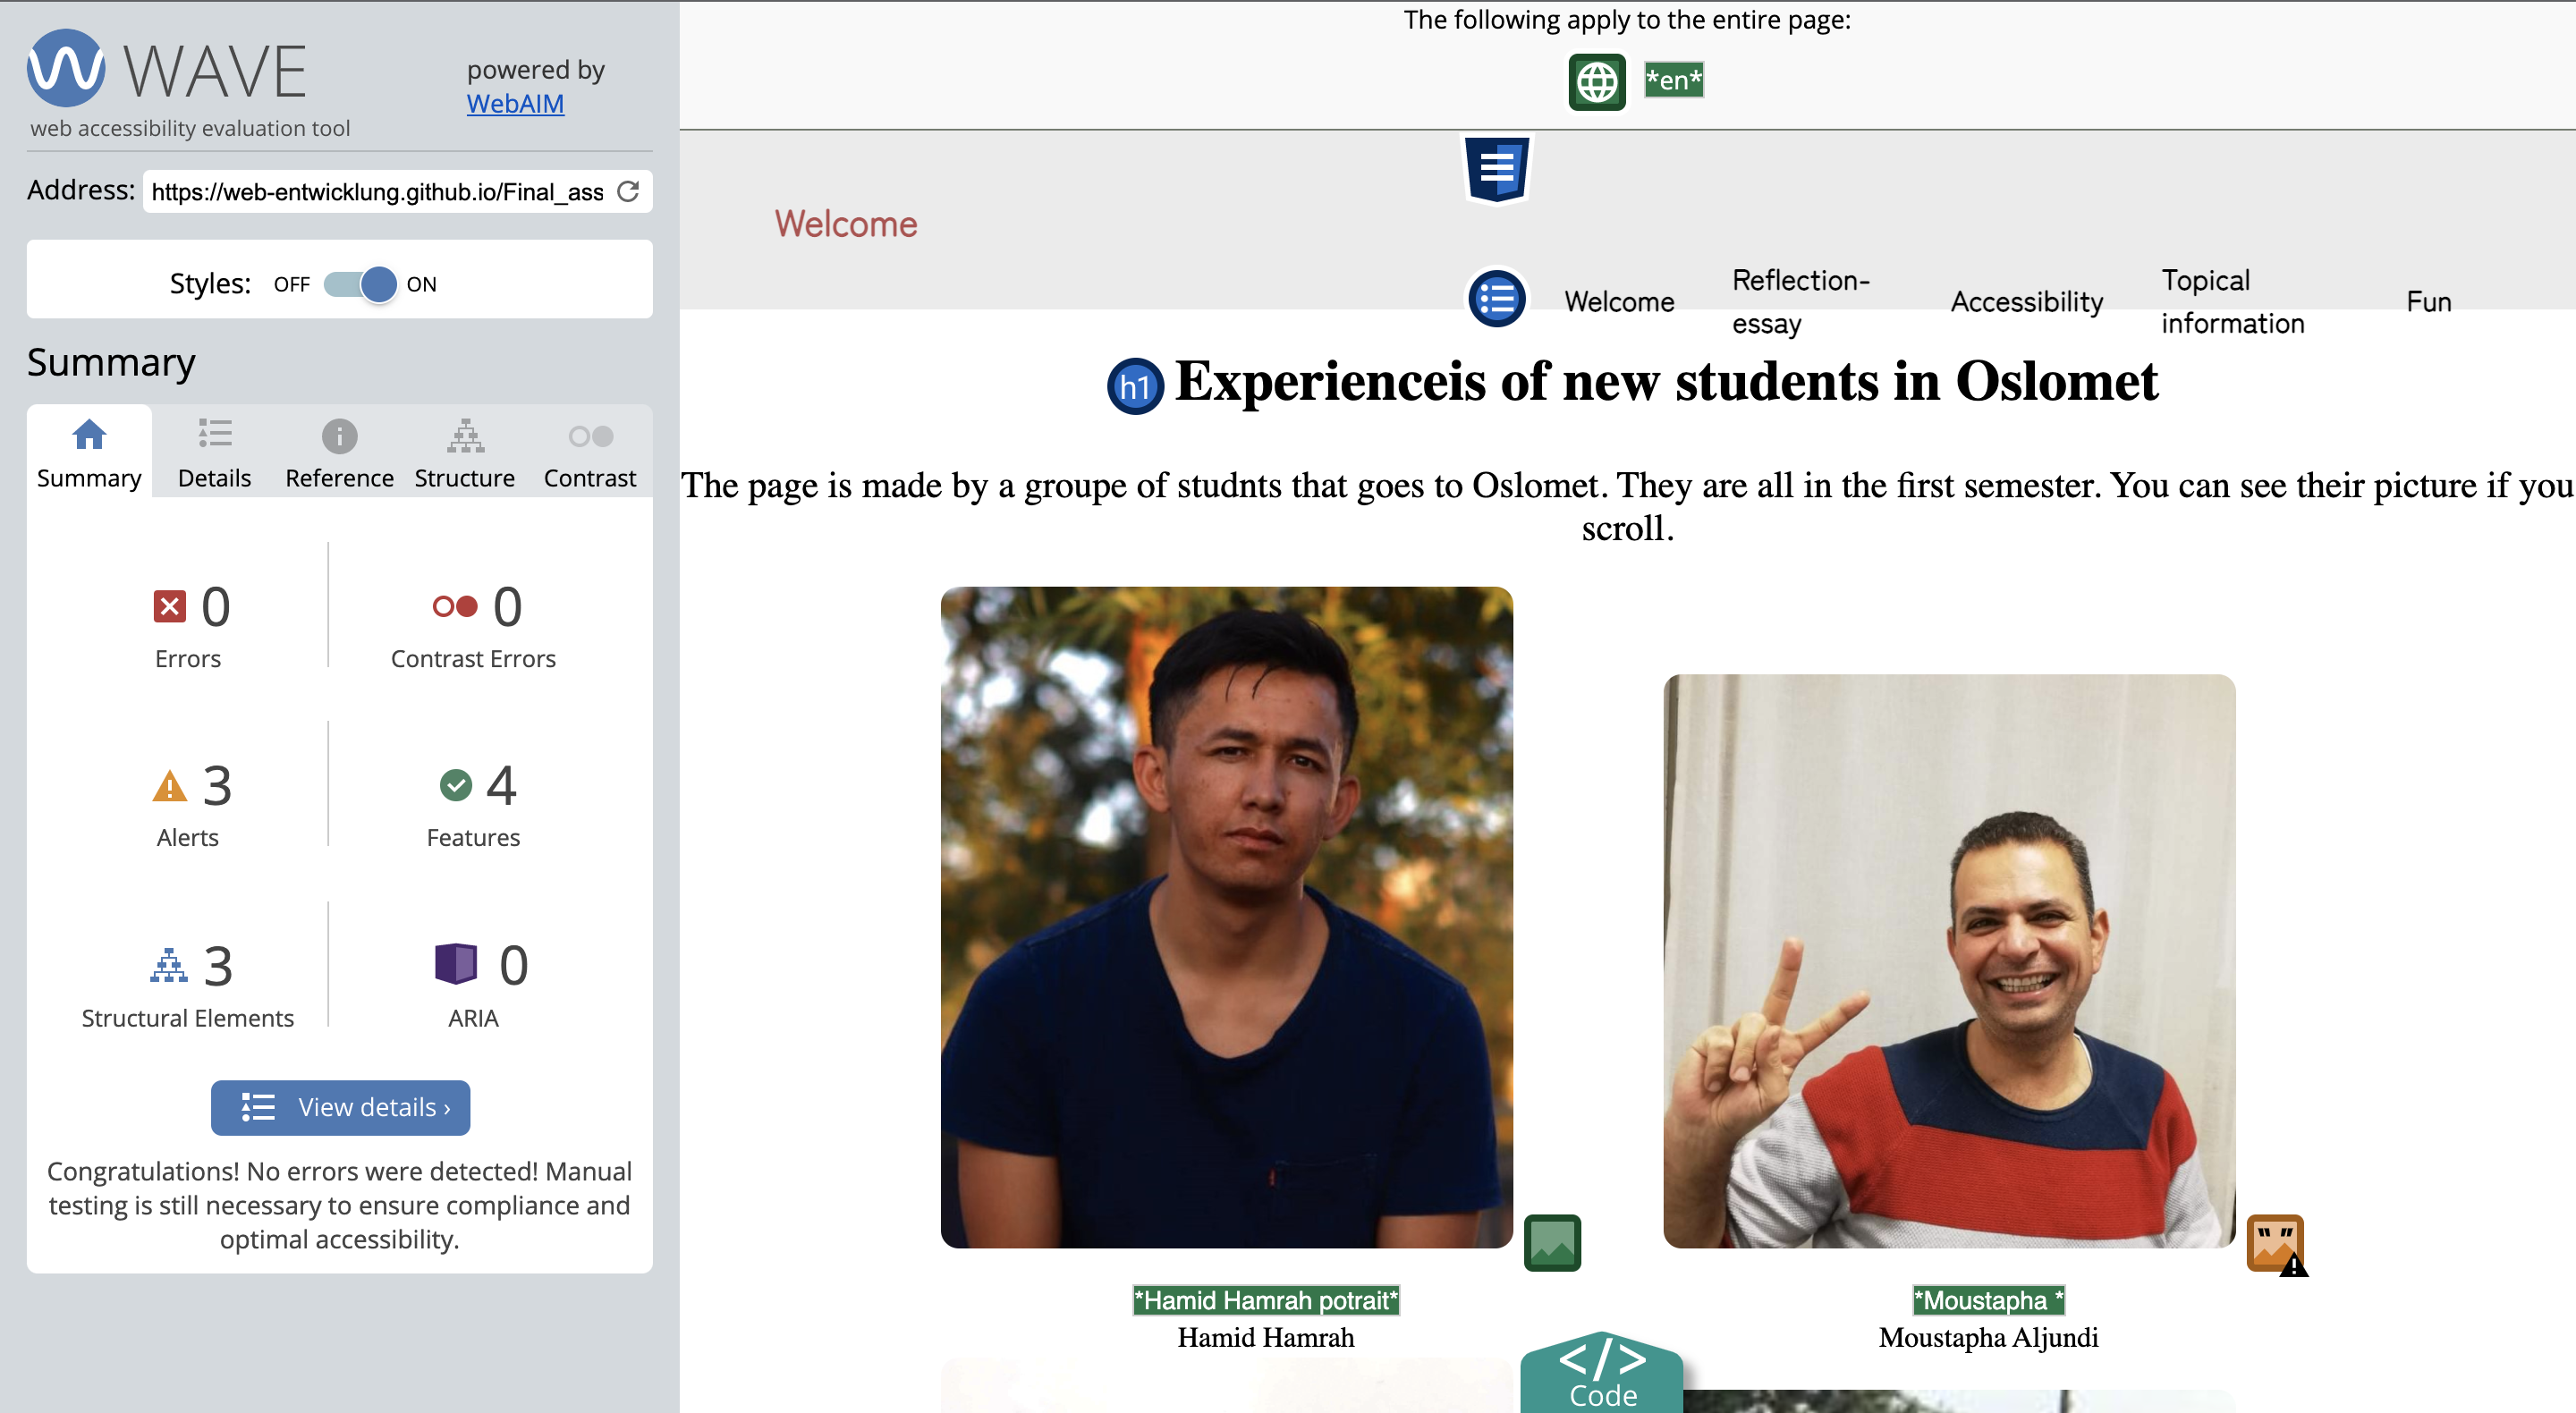 WAVE
powered by
WebAIM
web accessibility evaluation tool
Address: https://web-entwicklung.github.io/Final_ass
Styles: OFF ON
Summary
Summary Details Reference Structure Contrast
0 0
Errors Contrast Errors
3 4
Alerts Features
3 0
Structural Elements ARIA
View details ›
Congratulations! No errors were detected! Manual
testing is still necessary to ensure compliance and
optimal accessibility.
The following apply to the entire page:
*en*
Welcome
Welcome Reflection- Accessibility Topical Fun
essay information
h1 Experienceis of new students in Oslomet
The page is made by a groupe of studnts that goes to Oslomet. They are all in the first semester. You can see their picture if you
scroll.
*Hamid Hamrah potrait* *Moustapha *
Hamid Hamrah Moustapha Aljundi
</> 
Code